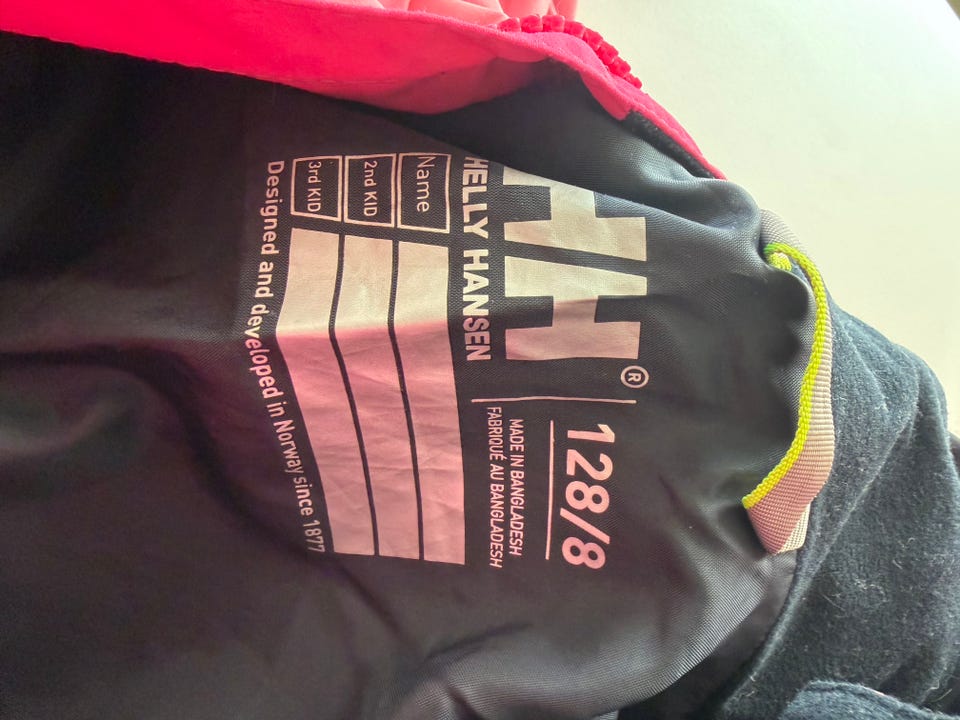 HH®
HELLY HANSEN
128/8
MADE IN BANGLADESH
FABRIQUÉ AU BANGLADESH
Name
2nd KID
3rd KID
Designed and developed in Norway since 1877